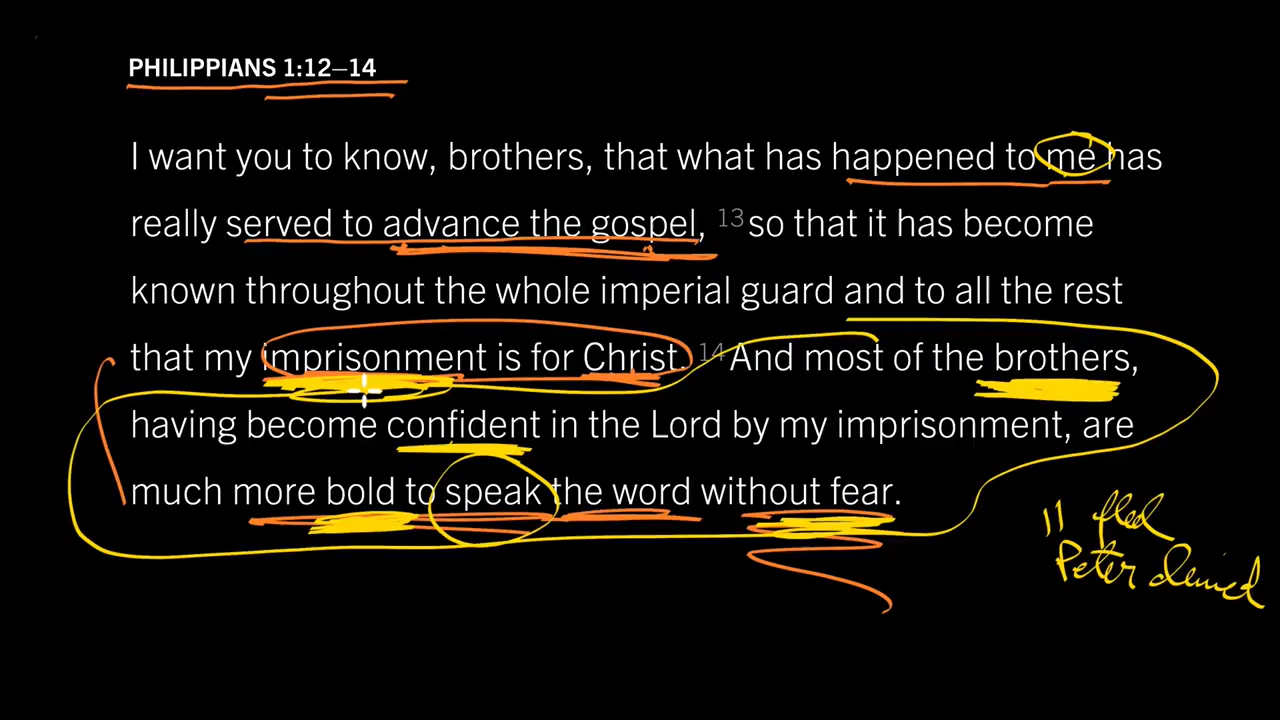 PHILIPPIANS 1:12–14
I want you to know, brothers, that what has happened to me has
really served to advance the gospel, 13 so that it has become
known throughout the whole imperial guard and to all the rest
that my imprisonment is for Christ. 14 And most of the brothers,
having become confident in the Lord by my imprisonment, are
much more bold to speak the word without fear.
11 fled
Peter denied